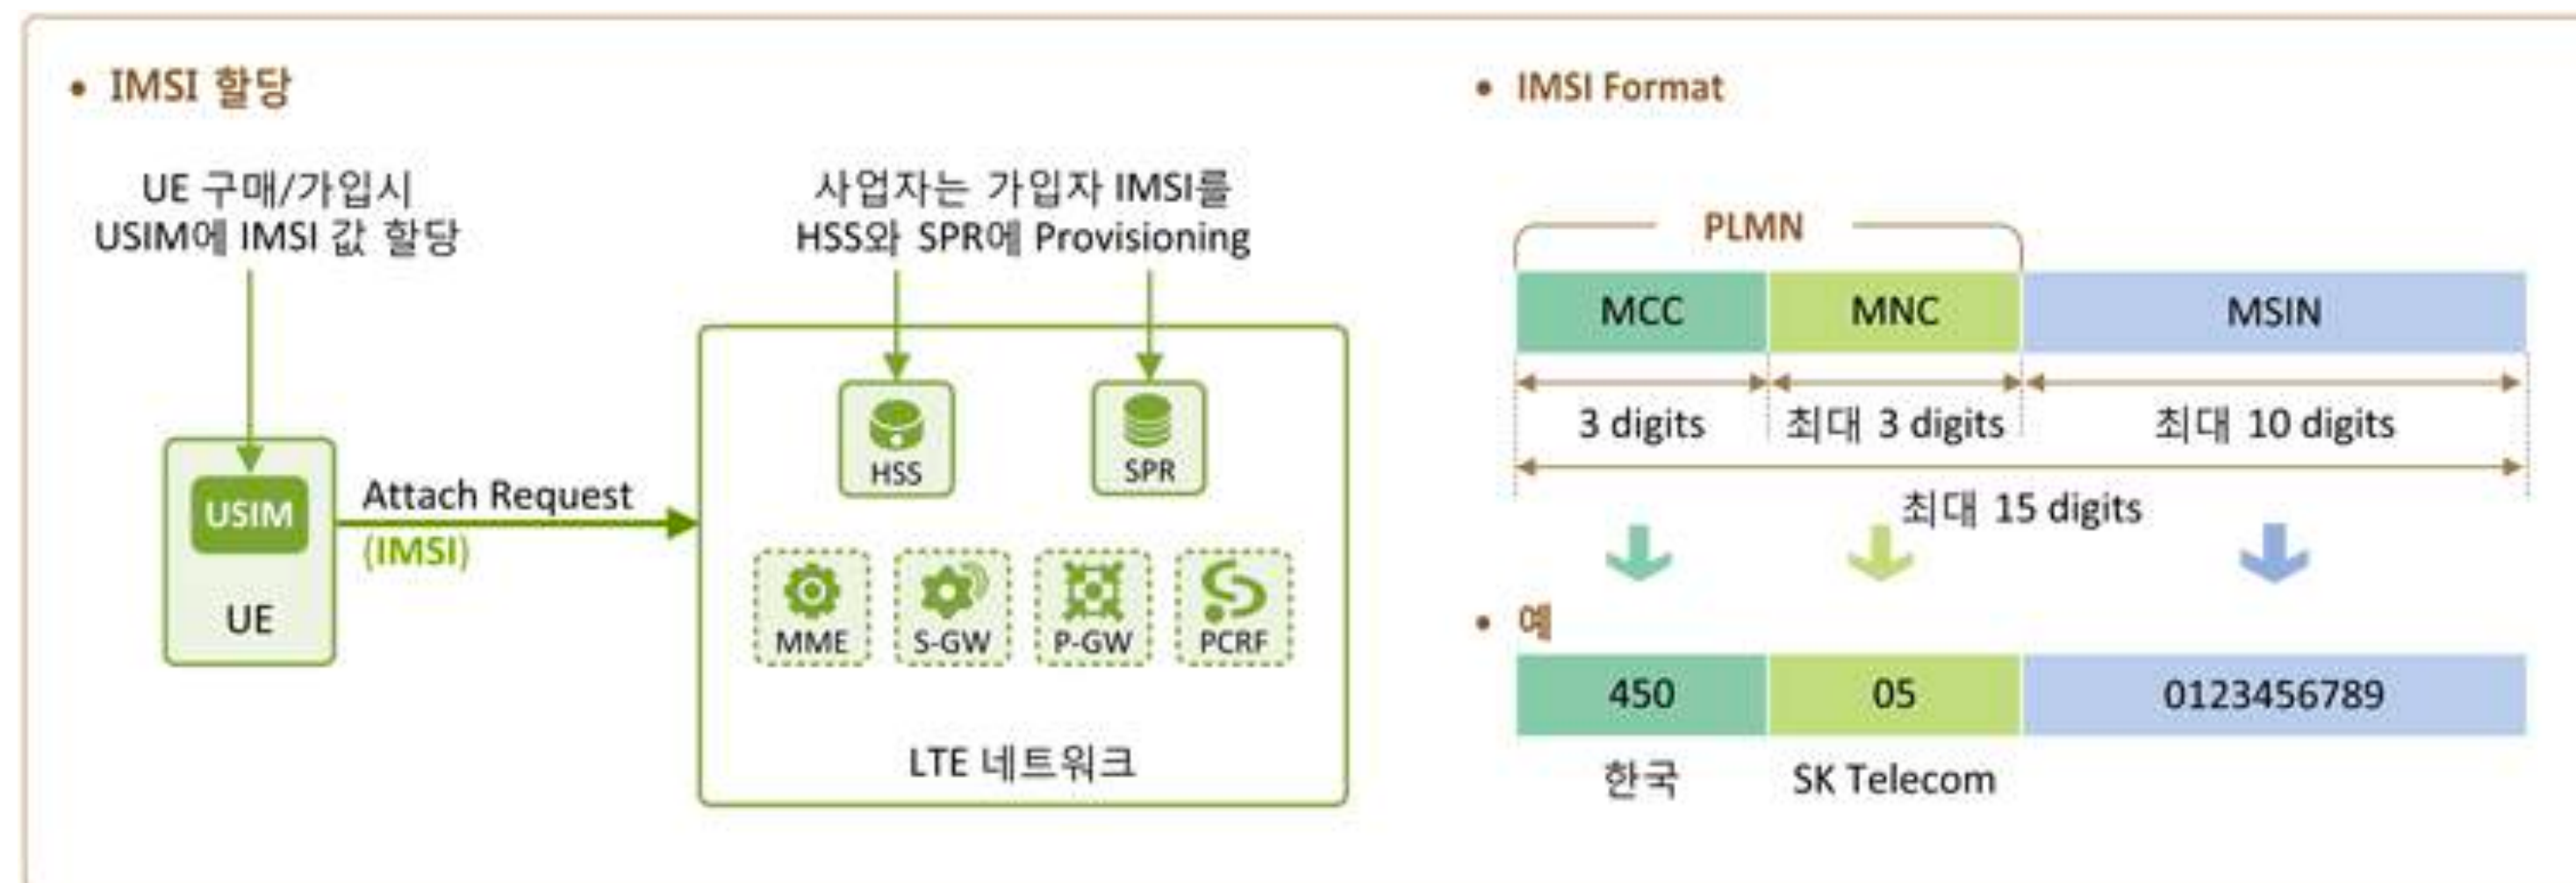 • IMSI 할당
UE 구매/가입시
USIM에 IMSI 값 할당
사업자는 가입자 IMSI를
HSS와 SPR에 Provisioning
USIM
UE
Attach Request
(IMSI)
HSS
SPR
MME
S-GW
P-GW
PCRF
LTE 네트워크
• IMSI Format
PLMN
MCC
MNC
MSIN
3 digits
최대 3 digits
최대 10 digits
최대 15 digits
• 예
450
05
0123456789
한국
SK Telecom